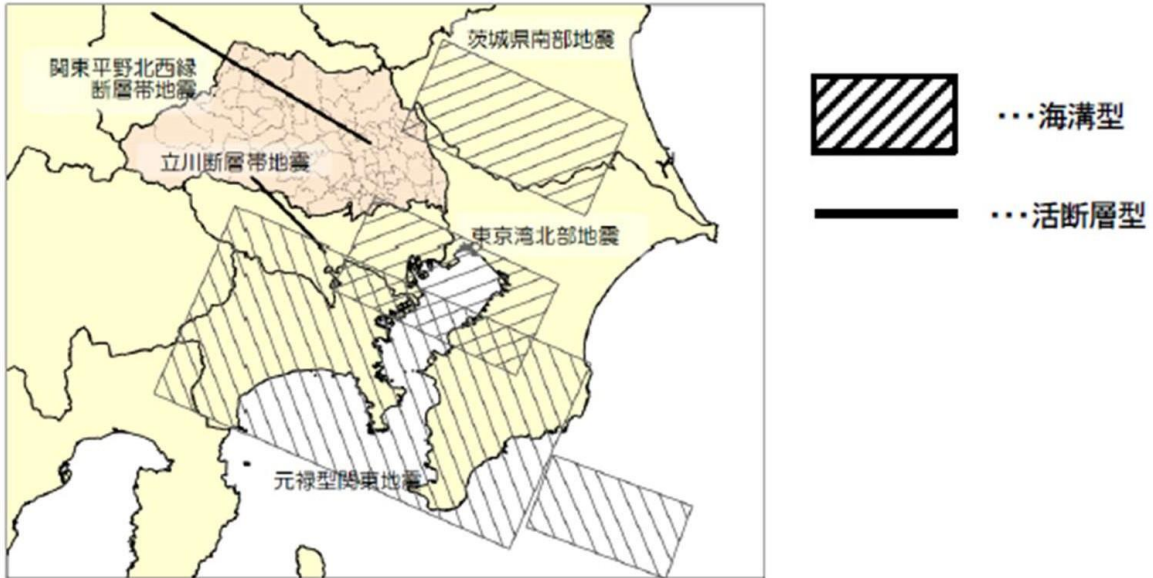 茨城県南部地震
関東平野北西縁
断層帯地震
立川断層帯地震
東京湾北部地震
元禄型関東地震
…海溝型
…活断層型